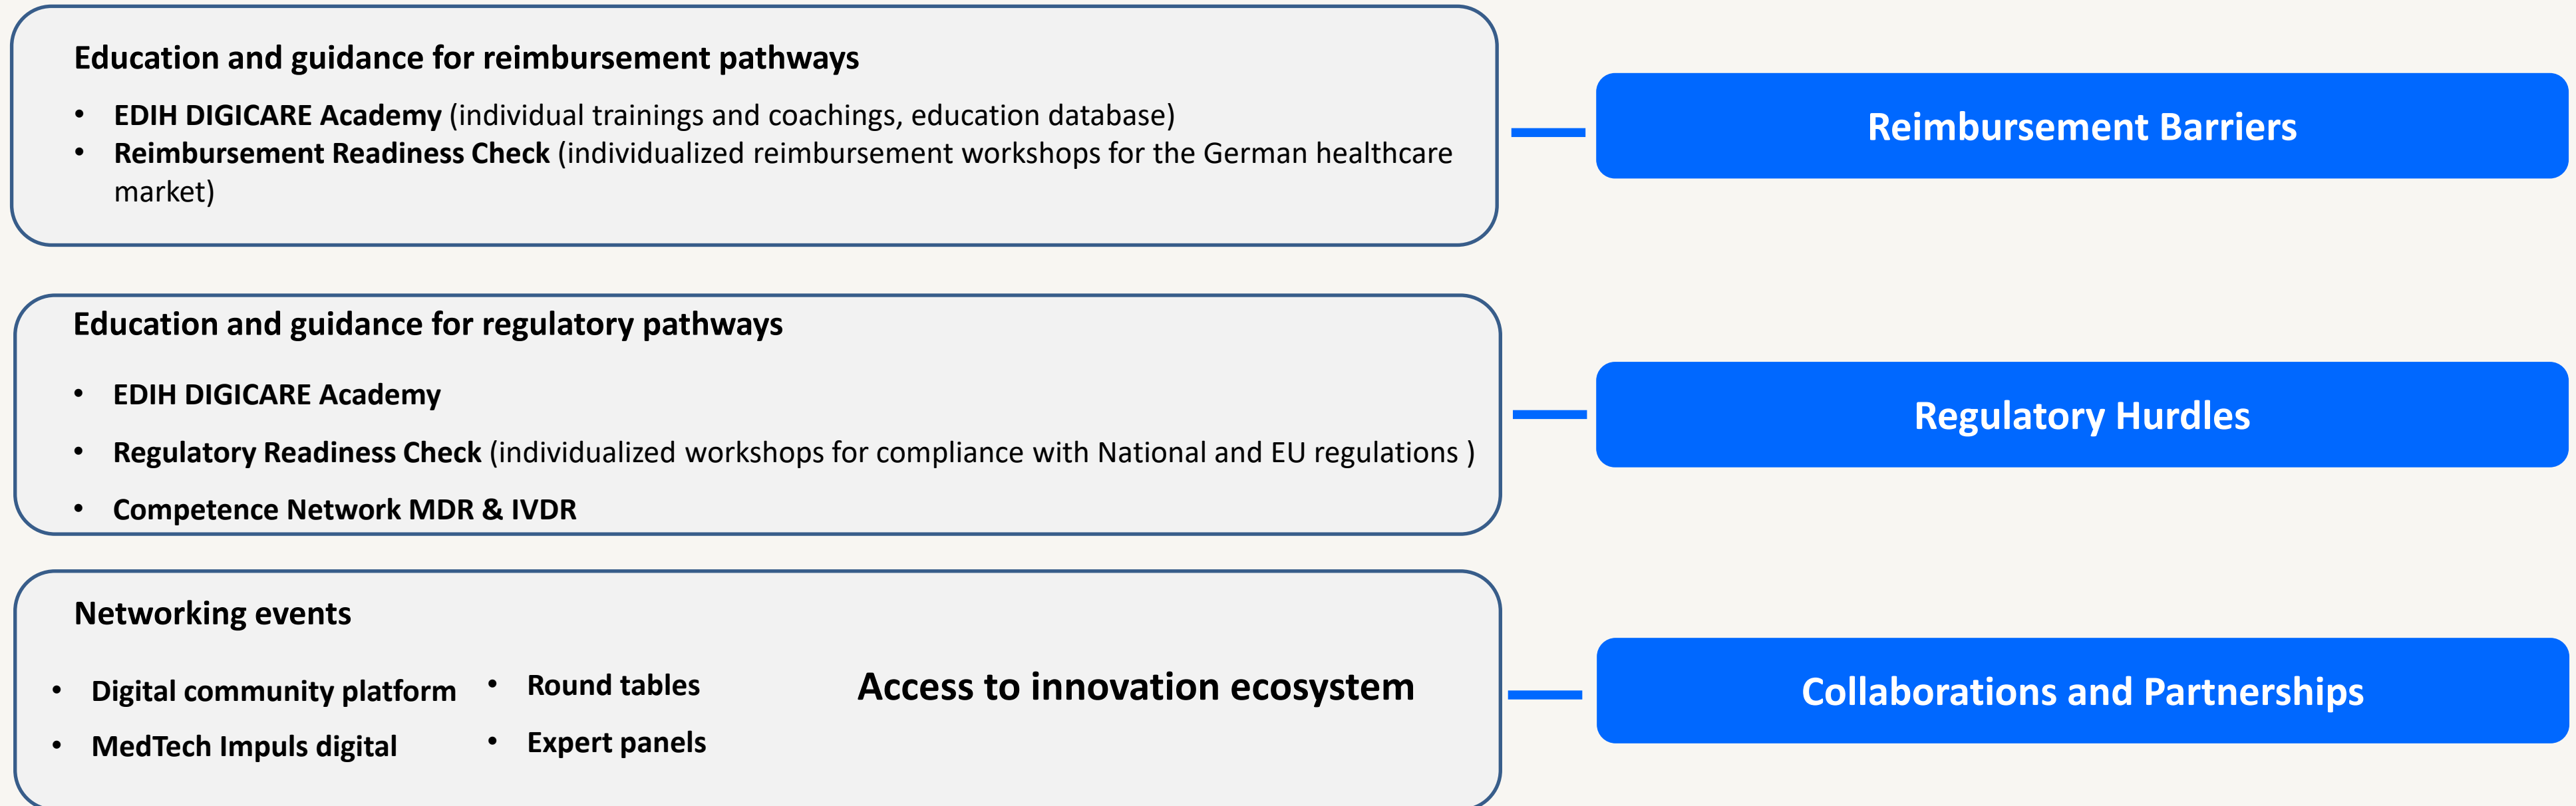 Education and guidance for reimbursement pathways
• EDIH DIGICARE Academy (individual trainings and coachings, education database)
• Reimbursement Readiness Check (individualized reimbursement workshops for the German healthcare
market)
Reimbursement Barriers
Education and guidance for regulatory pathways
• EDIH DIGICARE Academy
• Regulatory Readiness Check (individualized workshops for compliance with National and EU regulations )
• Competence Network MDR & IVDR
Regulatory Hurdles
Networking events
• Digital community platform
• MedTech Impuls digital
• Round tables
• Expert panels
Access to innovation ecosystem
Collaborations and Partnerships